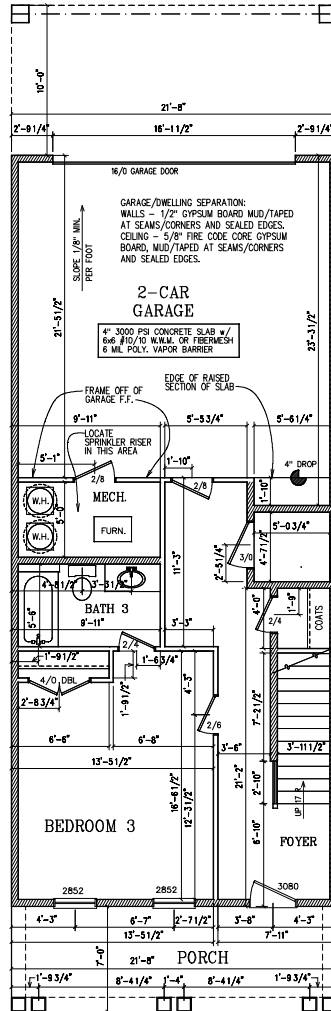 10'-0"
21'-8"
2'-9 1/4" 16'-1 1/2" 2'-9 1/4"
16/0 GARAGE DOOR
GARAGE/DWELLING SEPARATION:
WALLS - 1/2" GYPSUM BOARD MUD/TAPED
AT SEAMS/CORNERS AND SEALED EDGES.
CEILING - 5/8" FIRE CODE CORE GYPSUM
BOARD, MUD/TAPED AT SEAMS/CORNERS
AND SEALED EDGES.
SLOPE 1/8" MIN.
PER FOOT
21'-5 1/2"
23'-3 1/2"
2-CAR
GARAGE
4" 3000 PSI CONCRETE SLAB W/
6x6 #10/10 W.W.M. OR FIBERMESH
6 MIL POLY. VAPOR BARRIER
FRAME OFF OF
GARAGE F.F.
EDGE OF RAISED
SECTION OF SLAB
9'-11" 5'-5 3/4" 5'-6 1/4"
LOCATE
SPRINKLER RISER
IN THIS AREA
5'-1"
1'-10"
4" DROP
2/8
2/8
1'-10"
W.H.
MECH.
W.H.
5'-0"
FURN.
5'-0 3/4"
4'-7 1/2"
3/0
2'-5 1/4"
11'-3"
4'-8 1/2" 3'-3 1/2"
BATH 3
5'-6"
9'-11"
4'-0"
1'-9"
COATS
2/4
3'-3"
2/4
1'-9 1/2"
1'-6 3/4"
4/0 DBL
1'-9 1/2"
2'-8 3/4"
4'-3"
7'-2 1/2"
2/6
6'-6" 6'-8"
3'-6"
3'-11 1/2"
13'-5 1/2"
21'-2"
2'-10"
16'-6 1/2"
12'-3 1/2"
UP 17 R
6'-10"
BEDROOM 3
FOYER
2852 2852 3080
4'-3" 6'-7" 2'-7 1/2" 3'-8" 4'-3"
13'-5 1/2" 7'-11"
7'-0"
PORCH
21'-8"
1'-9 3/4" 1'-4" 1'-9 3/4"
8'-4 1/2" 8'-4 1/2"